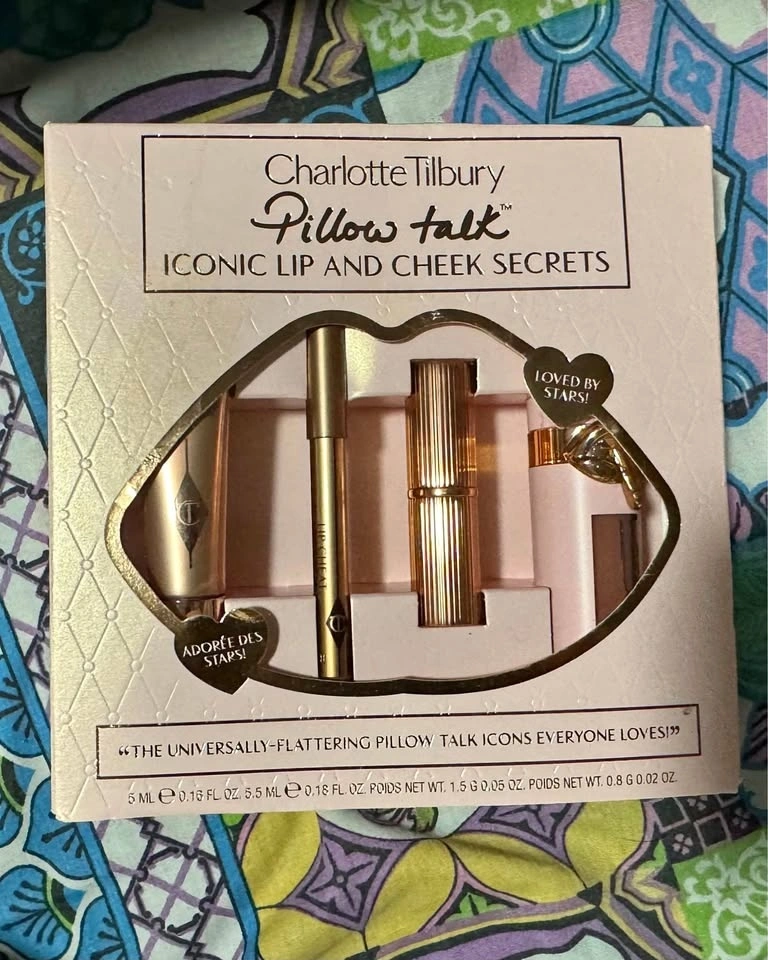 CharlotteTilbury
Pillow talk™
ICONIC LIP AND CHEEK SECRETS
LOVED BY
STARS!
CT
LIP CHEAT
CT
ADORÉE DES
STARS!
“THE UNIVERSALLY-FLATTERING PILLOW TALK ICONS EVERYONE LOVES!”
5 ML ℮ 0.16 FL. OZ. 5.5 ML ℮ 0.18 FL. OZ. POIDS NET WT. 1.5 G 0.05 OZ. POIDS NET WT. 0.8 G 0.02 OZ.